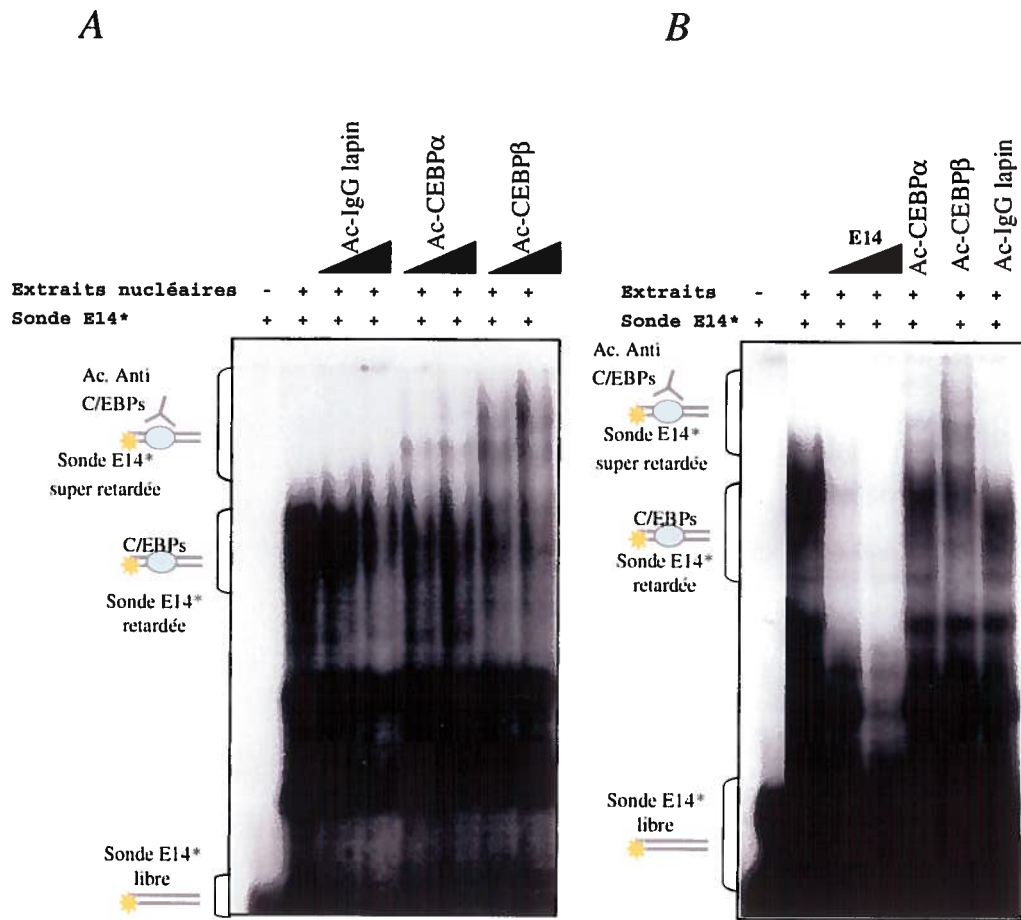 A
Ac-IgG lapin
Ac-CEBPα
Ac-CEBPβ
Extraits nucléaires - + + + + + + +
Sonde E14* + + + + + + + +
Ac. Anti
C/EBPs
Sonde E14*
super retardée
C/EBPs
Sonde E14*
retardée
Sonde E14*
libre
B
E14
Ac-CEBPα
Ac-CEBPβ
Ac-IgG lapin
Extraits - + + + + + +
Sonde E14* + + + + + + +
Ac. Anti
C/EBPs
Sonde E14*
super retardée
C/EBPs
Sonde E14*
retardée
Sonde E14*
libre